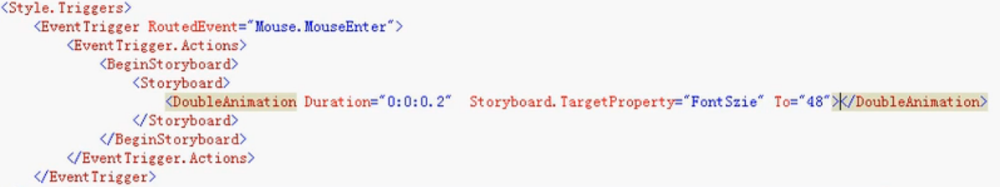 <Style.Triggers>
<EventTrigger RoutedEvent="Mouse.MouseEnter">
<EventTrigger.Actions>
<BeginStoryboard>
<Storyboard>
<DoubleAnimation Duration="0:0:0.2" Storyboard.TargetProperty="FontSzie" To="48"></DoubleAnimation>
</Storyboard>
</BeginStoryboard>
</EventTrigger.Actions>
</EventTrigger>